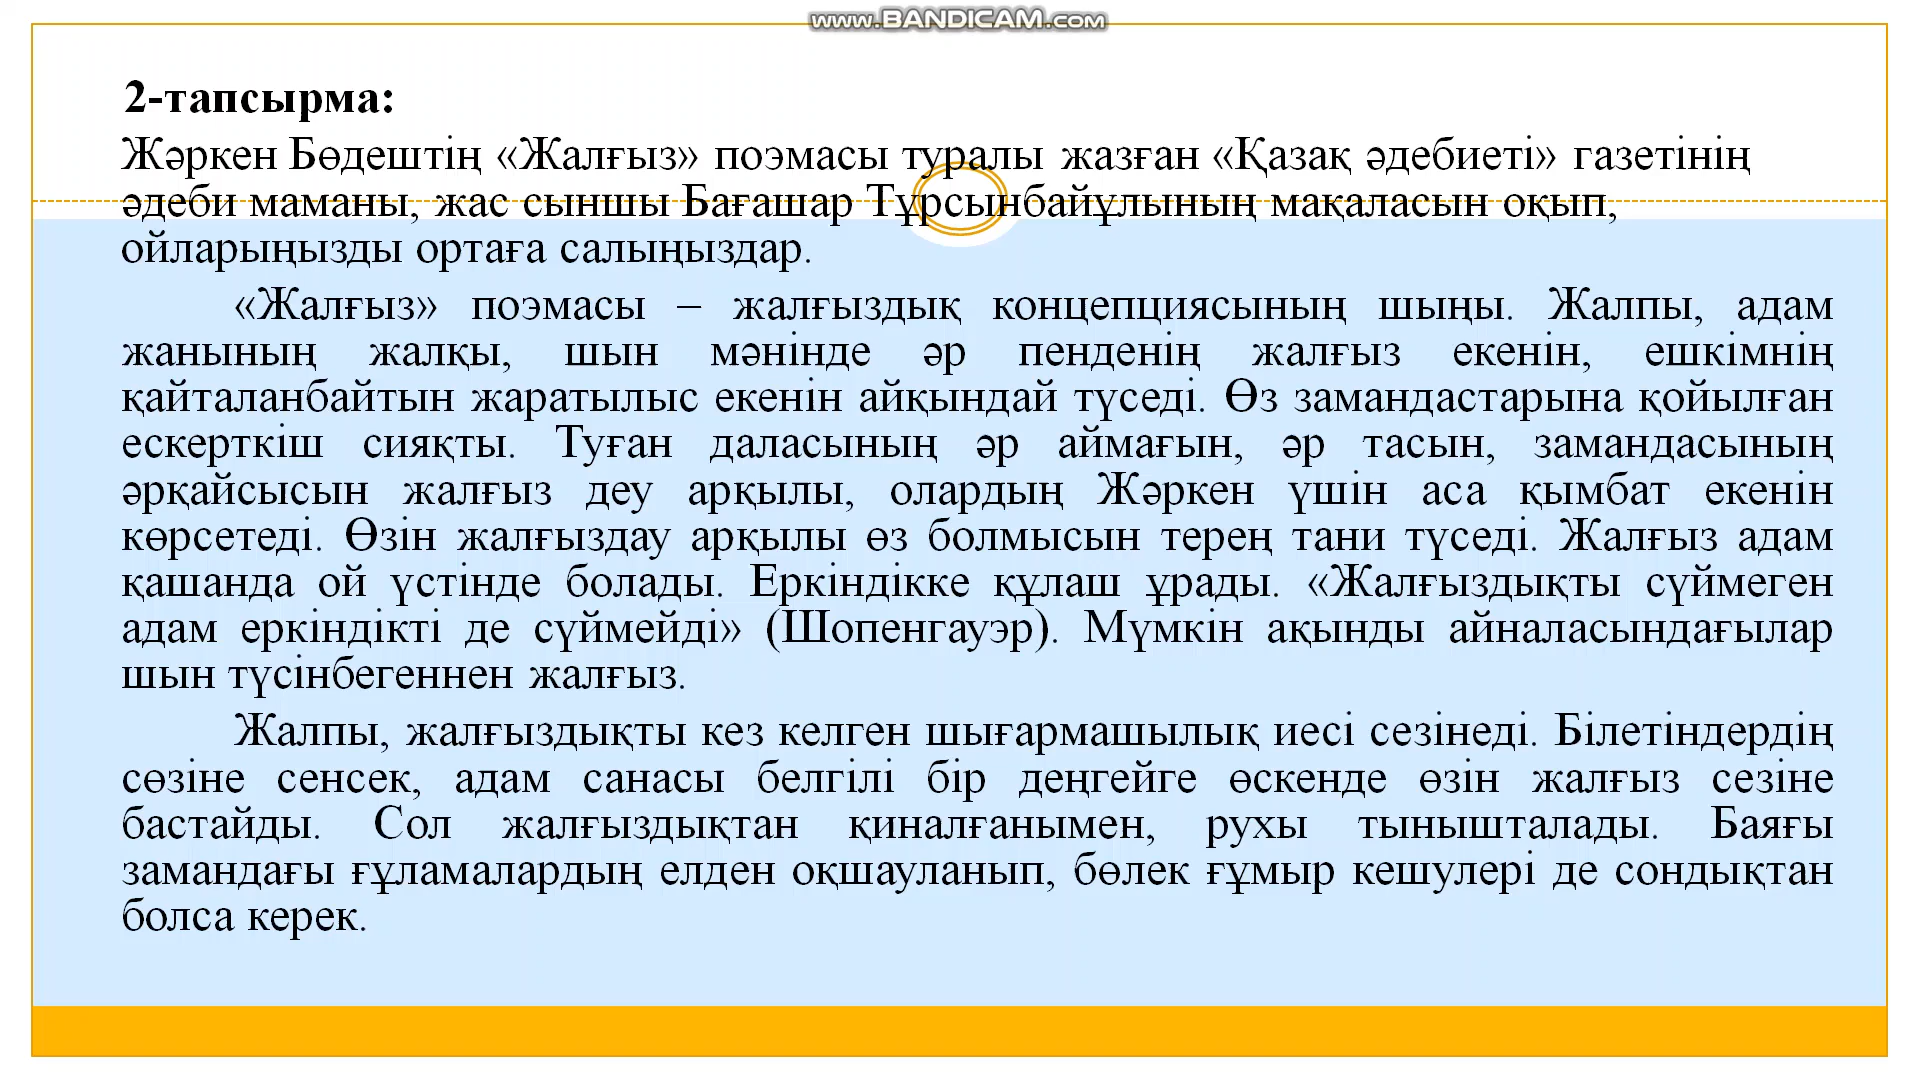 www.BANDICAM.com
2-тапсырма:
Жәркен Бөдештің «Жалғыз» поэмасы туралы жазған «Қазақ әдебиеті» газетінің
әдеби маманы, жас сыншы Бағашар Тұрсынбайұлының мақаласын оқып,
ойларыңызды ортаға салыңыздар.
«Жалғыз» поэмасы – жалғыздық концепциясының шыңы. Жалпы, адам
жанының жалқы, шын мәнінде әр пенденің жалғыз екенін, ешкімнің
қайталанбайтын жаратылыс екенін айқындай түседі. Өз замандастарына қойылған
ескерткіш сияқты. Туған даласының әр аймағын, әр тасын, замандасының
әрқайсысын жалғыз деу арқылы, олардың Жәркен үшін аса қымбат екенін
көрсетеді. Өзін жалғыздау арқылы өз болмысын терең тани түседі. Жалғыз адам
қашанда ой үстінде болады. Еркіндікке құлаш ұрады. «Жалғыздықты сүймеген
адам еркіндікті де сүймейді» (Шопенгауэр). Мүмкін ақынды айналасындағылар
шын түсінбегеннен жалғыз.
Жалпы, жалғыздықты кез келген шығармашылық иесі сезінеді. Білетіндердің
сөзіне сенсек, адам санасы белгілі бір деңгейге өскенде өзін жалғыз сезіне
бастайды. Сол жалғыздықтан қиналғанымен, рухы тынышталады. Баяғы
замандағы ғұламалардың елден оқшауланып, бөлек ғұмыр кешулері де сондықтан
болса керек.